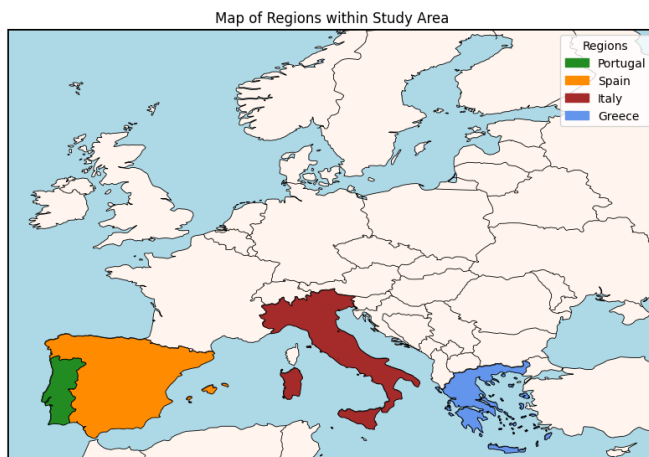 Map of Regions within Study Area
Regions
Portugal
Spain
Italy
Greece